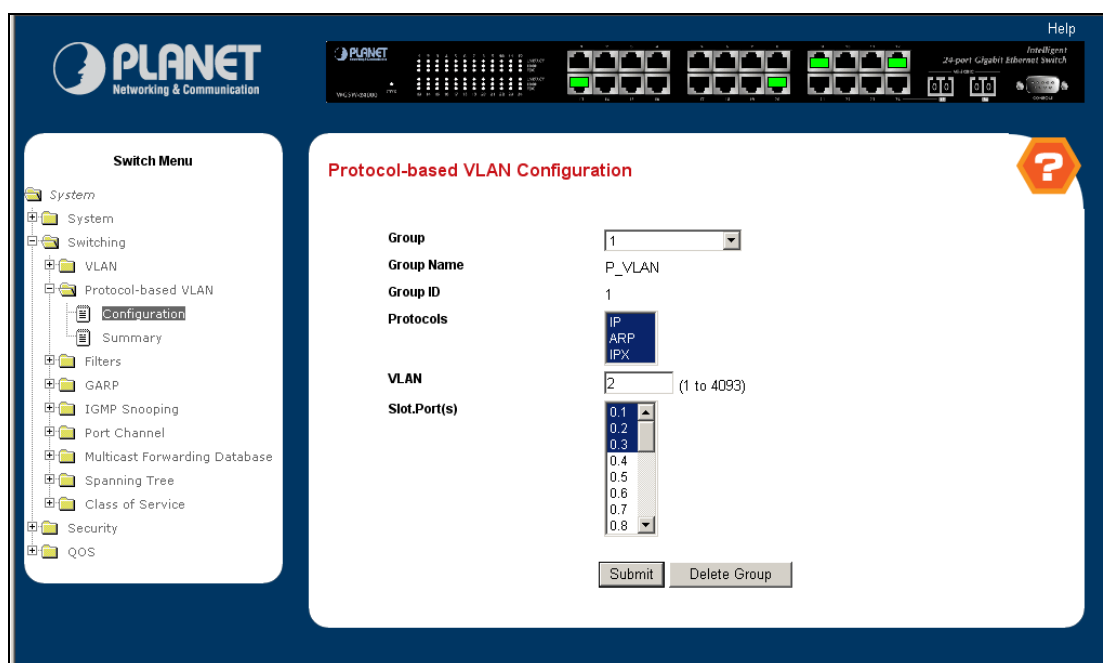 Help
PLANET
Networking & Communication
PLANET
WGSW-24000
Intelligent
24-port Gigabit Ethernet Switch
Switch Menu
System
System
Switching
VLAN
Protocol-based VLAN
Configuration
Summary
Filters
GARP
IGMP Snooping
Port Channel
Multicast Forwarding Database
Spanning Tree
Class of Service
Security
QOS
Protocol-based VLAN Configuration
?
Group 1
Group Name P_VLAN
Group ID 1
Protocols IP
ARP
IPX
VLAN 2 (1 to 4093)
Slot.Port(s) 0.1
0.2
0.3
0.4
0.5
0.6
0.7
0.8
Submit Delete Group